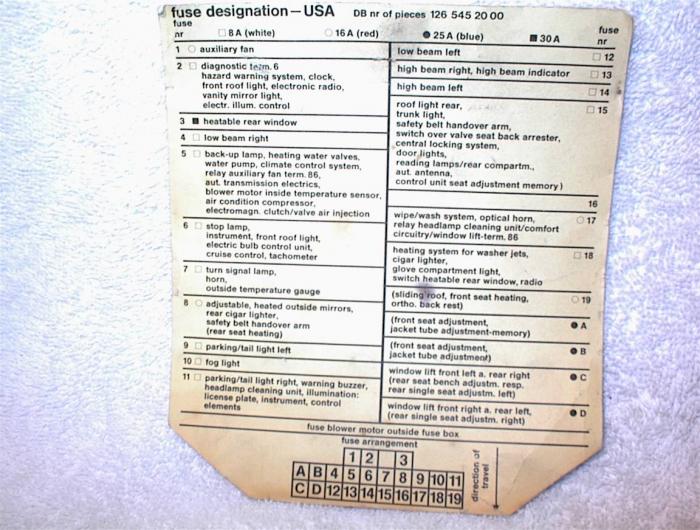 fuse designation–USA DB nr of pieces 126 545 20 00
fuse nr □ 8 A (white) ○ 16 A (red) ● 25 A (blue) ■ 30 A fuse nr
1 ○ auxiliary fan
2 □ diagnostic term. 6
hazard warning system, clock,
front roof light, electronic radio,
vanity mirror light,
electr. illum. control
3 ■ heatable rear window
4 □ low beam right
5 □ back-up lamp, heating water valves,
water pump, climate control system,
relay auxiliary fan term. 86,
aut. transmission electrics,
blower motor inside temperature sensor,
air condition compressor,
electromagn. clutch/valve air injection
6 □ stop lamp,
instrument, front roof light,
electric bulb control unit,
cruise control, tachometer
7 □ turn signal lamp,
horn,
outside temperature gauge
8 ○ adjustable, heated outside mirrors,
rear cigar lighter,
safety belt handover arm
(rear seat heating)
9 □ parking/tail light left
10 □ fog light
11 □ parking/tail light right, warning buzzer,
headlamp cleaning unit, illumination:
license plate, instrument, control
elements
low beam left □ 12
high beam right, high beam indicator □ 13
high beam left □ 14
roof light rear, □ 15
trunk light,
safety belt handover arm,
switch over valve seat back arrester,
central locking system,
door lights,
reading lamps/rear compartm.,
aut. antenna,
control unit seat adjustment memory)
16
wipe/wash system, optical horn, ○ 17
relay headlamp cleaning unit/comfort
circuitry/window lift-term. 86
heating system for washer jets, □ 18
cigar lighter,
glove compartment light,
switch heatable rear window, radio
(sliding roof, front seat heating, ○ 19
ortho. back rest)
(front seat adjustment, ● A
jacket tube adjustment-memory)
(front seat adjustment, ● B
jacket tube adjustment)
window lift front left a. rear right ● C
(rear seat bench adjustm. resp.
rear single seat adjustm. left)
window lift front right a. rear left, ● D
(rear single seat adjustm. right)
fuse blower motor outside fuse box
fuse arrangement
1 2 3
A B 4 5 6 7 8 9 10 11
C D 12 13 14 15 16 17 18 19
direction of
travel